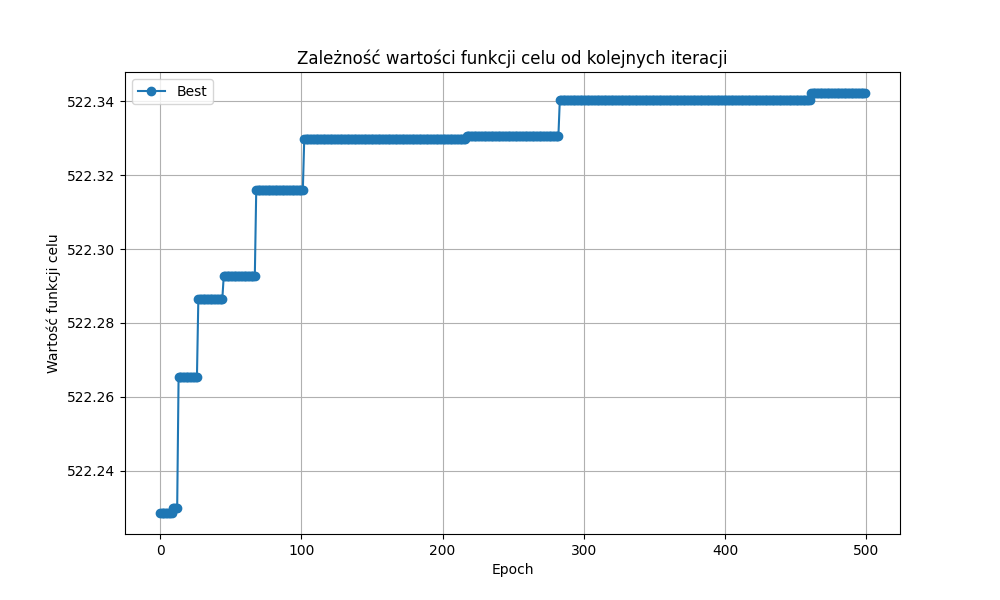 Zależność wartości funkcji celu od kolejnych iteracji
Best
Wartość funkcji celu
522.34
522.32
522.30
522.28
522.26
522.24
0 100 200 300 400 500
Epoch